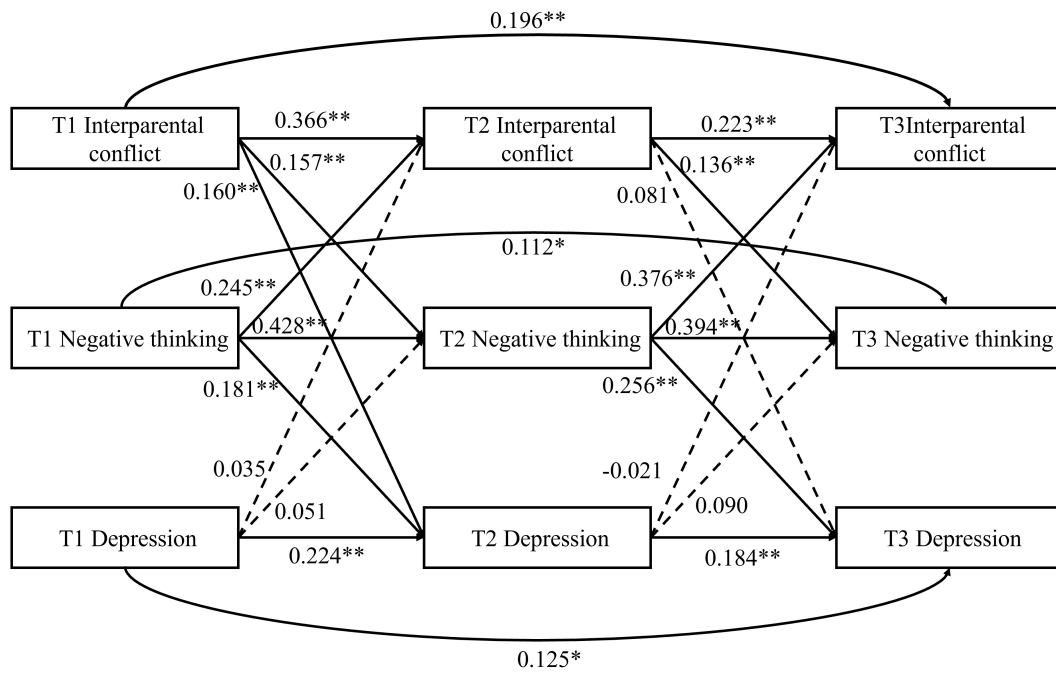 0.196**
T1 Interparental
conflict
0.366**
T2 Interparental
conflict
0.223**
T3Interparental
conflict
0.157**
0.136**
0.160**
0.081
0.112*
0.245**
0.376**
T1 Negative thinking
0.428**
T2 Negative thinking
0.394**
T3 Negative thinking
0.181**
0.256**
0.035
-0.021
0.051
0.090
T1 Depression
T2 Depression
T3 Depression
0.224**
0.184**
0.125*